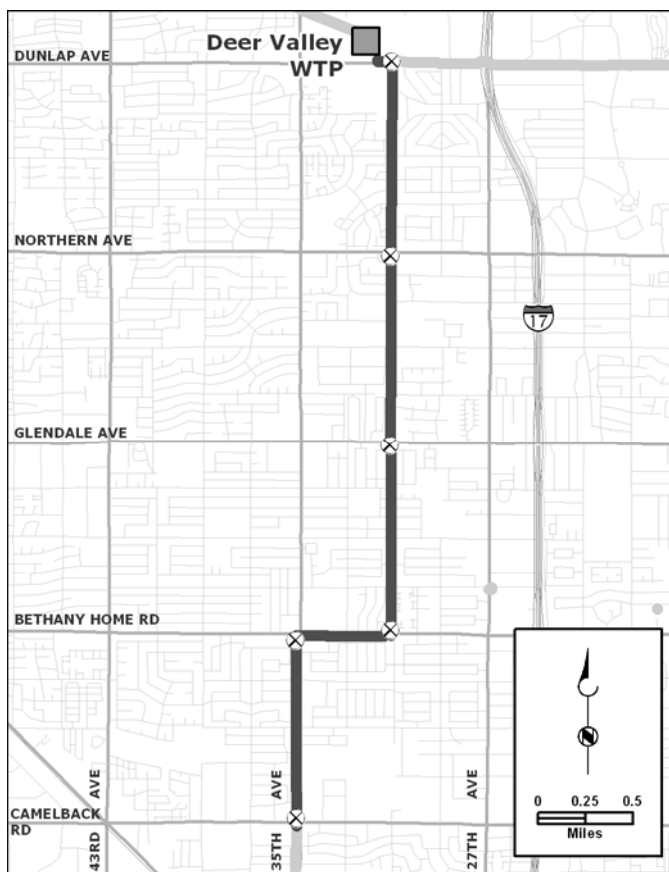 Deer Valley
WTP
DUNLAP AVE
NORTHERN AVE
17
GLENDALE AVE
BETHANY HOME RD
CAMELBACK
RD
43RD AVE
35TH AVE
27TH AVE
N
0 0.25 0.5
Miles